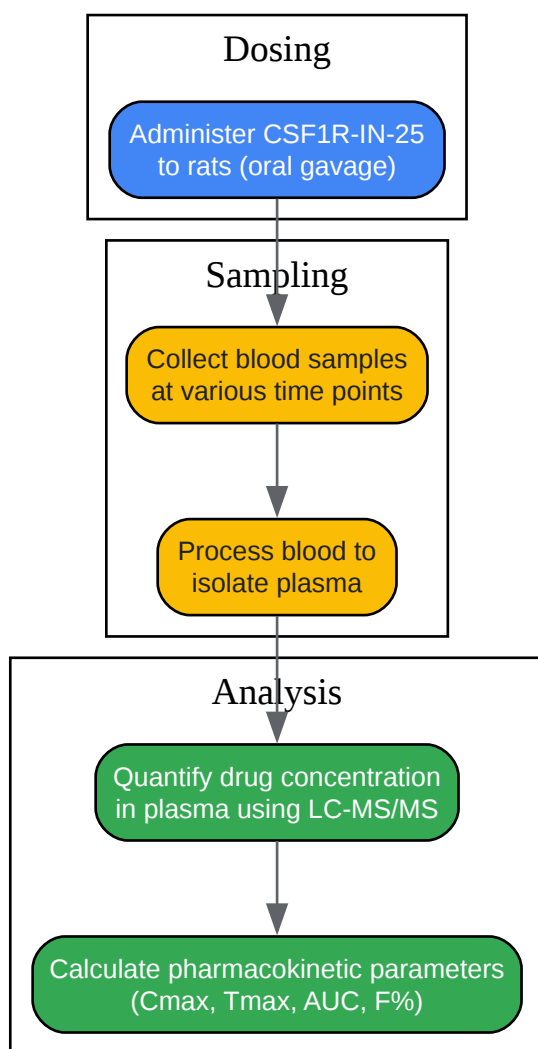 Dosing
Administer CSF1R-IN-25
to rats (oral gavage)
Sampling
Collect blood samples
at various time points
Process blood to
isolate plasma
Analysis
Quantify drug concentration
in plasma using LC-MS/MS
Calculate pharmacokinetic parameters
(Cmax, Tmax, AUC, F%)